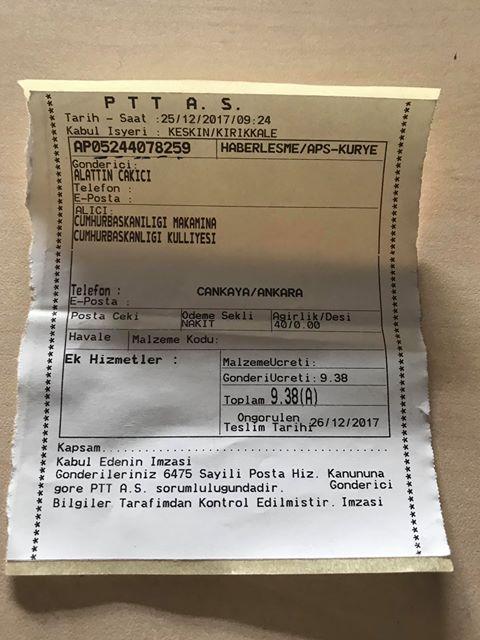 PTT A.S.
Tarih - Saat :25/12/2017/09:24
Kabul Isyeri : KESKIN/KIRIKKALE
AP05244078259 HABERLESME/APS-KURYE
Gonderici:
ALATTIN CAKICI
Telefon :
E-Posta :
ALICI:
CUMHURBASKANILIGI MAKAMINA
CUMHURBASKANLIGI KULLIYESI
Telefon : CANKAYA/ANKARA
E-Posta :
Posta Ceki Odeme Sekli Agirlik/Desi
NAKIT 40/0.00
Havale Malzeme Kodu:
Ek Hizmetler : MalzemeUcreti:
GonderiUcreti: 9.38
Toplam 9.38(A)
Ongorulen
Teslim Tarihi 26/12/2017
Kapsam..............................
Kabul Edenin Imzasi
Gonderileriniz 6475 Sayili Posta Hiz. Kanununa
gore PTT A.S. sorumlulugundadir. Gonderici
Bilgiler Tarafimdan Kontrol Edilmistir. Imzasi